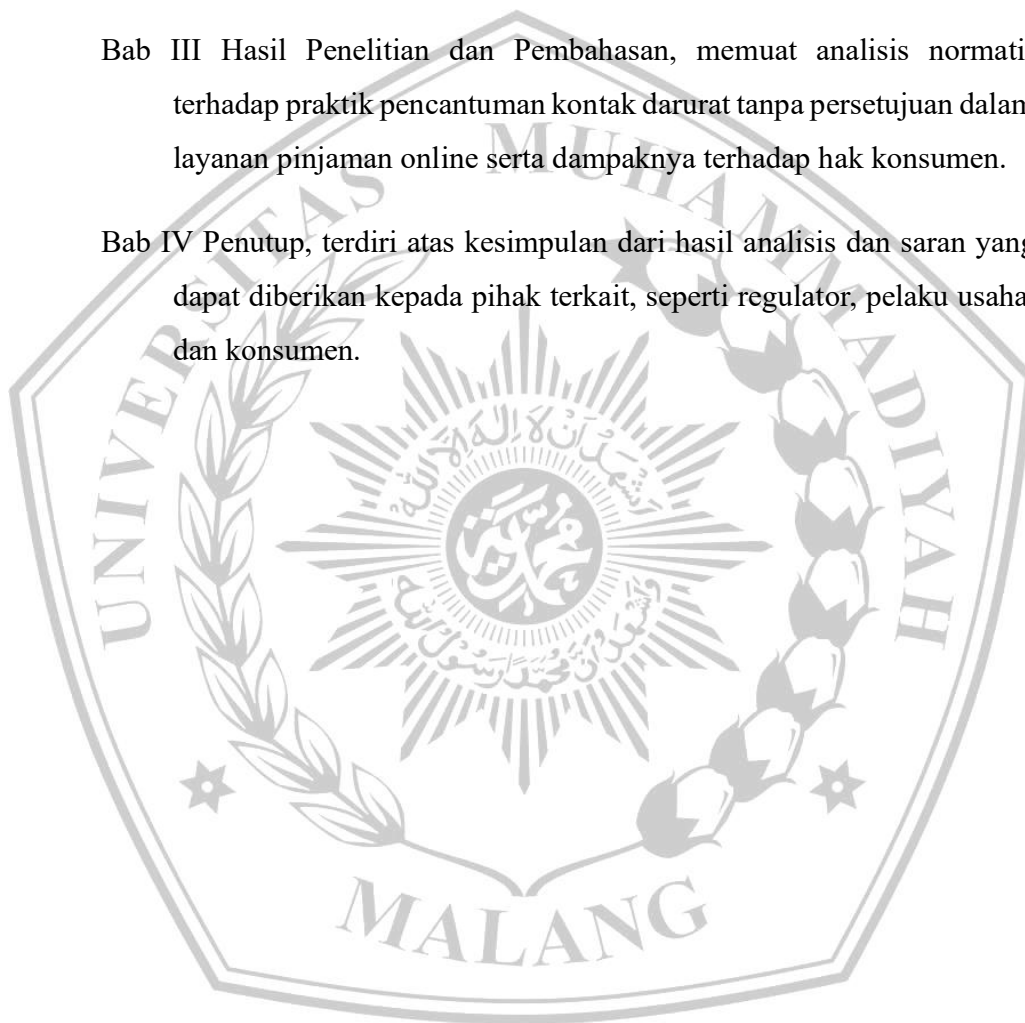 Bab III Hasil Penelitian dan Pembahasan, memuat analisis normati
terhadap praktik pencantuman kontak darurat tanpa persetujuan dalam
layanan pinjaman online serta dampaknya terhadap hak konsumen.
Bab IV Penutup, terdiri atas kesimpulan dari hasil analisis dan saran yang
dapat diberikan kepada pihak terkait, seperti regulator, pelaku usaha
dan konsumen.
UNIVERSITAS MUHAMMADIYAH
MALANG